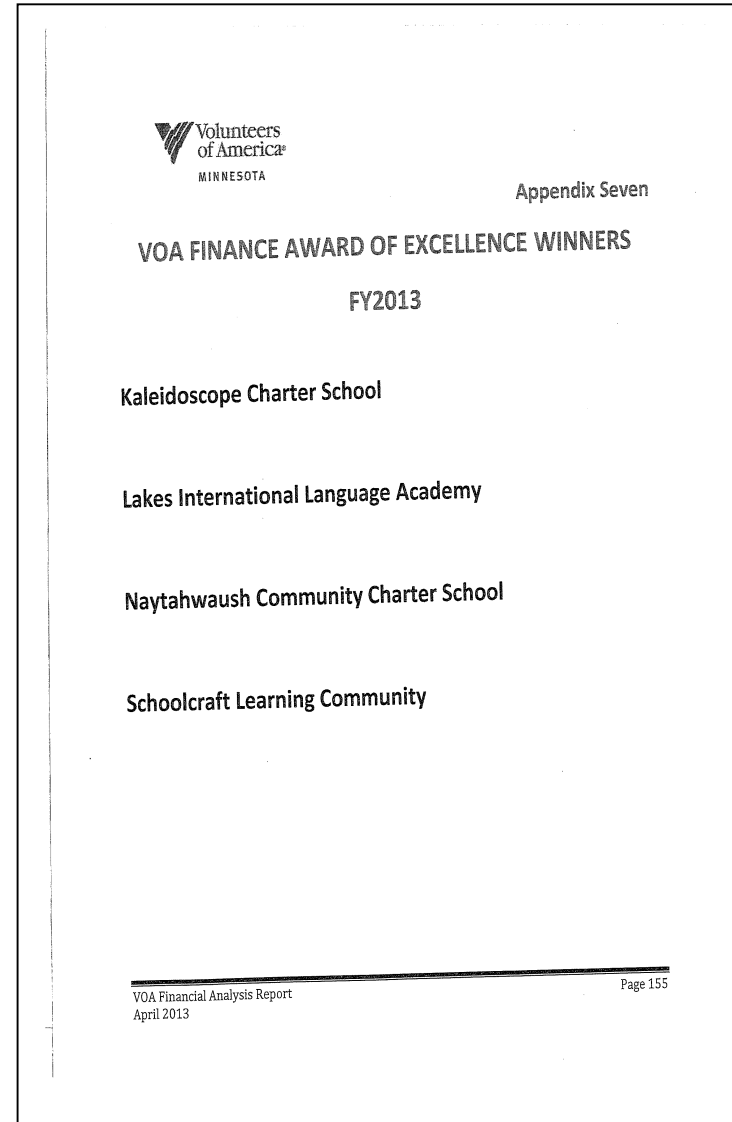 Volunteers
of America®
MINNESOTA
Appendix Seven
VOA FINANCE AWARD OF EXCELLENCE WINNERS
FY2013
Kaleidoscope Charter School
Lakes International Language Academy
Naytahwaush Community Charter School
Schoolcraft Learning Community
VOA Financial Analysis Report
Page 155
April 2013